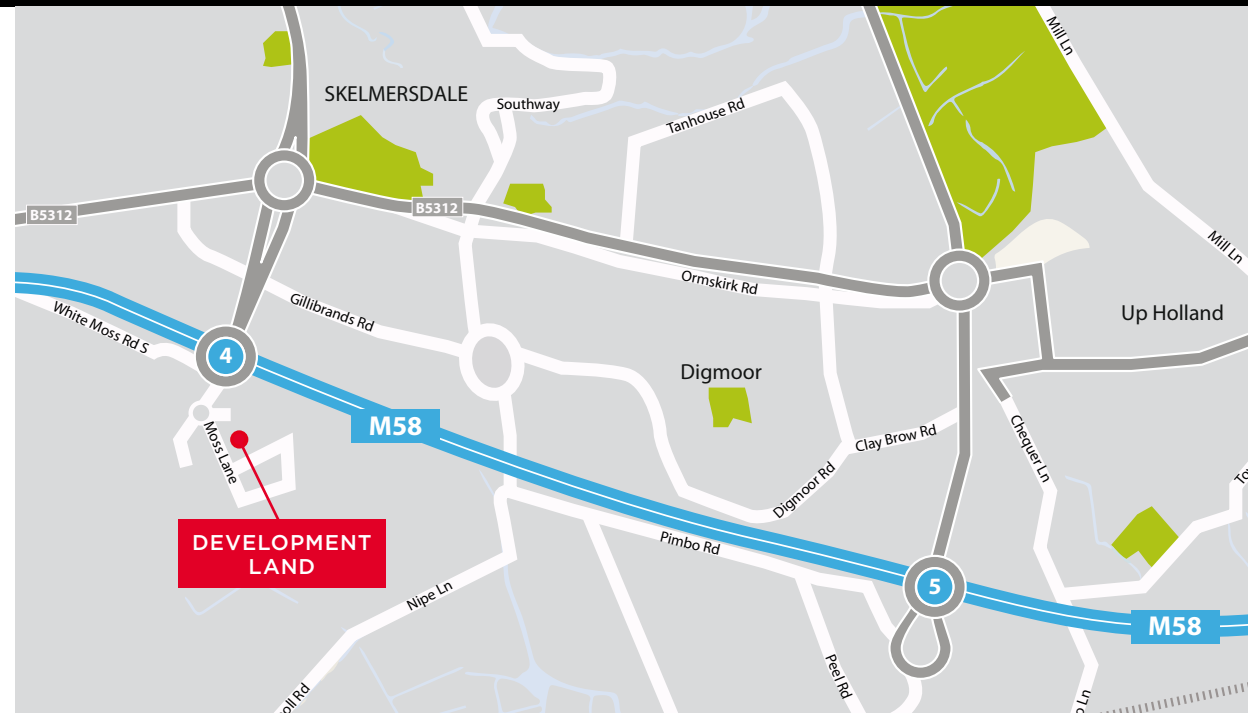 Mill Ln
SKELMERSDALE
Southway
Tanhouse Rd
B5312
B5312
Mill Ln
Ormskirk Rd
Gillibrands Rd
White Moss Rd S
Up Holland
4
Digmoor
M58
Moss Lane
Clay Brow Rd
Chequer Ln
Digmoor Rd
DEVELOPMENT
LAND
Pimbo Rd
5
Nipe Ln
M58
Peel Rd